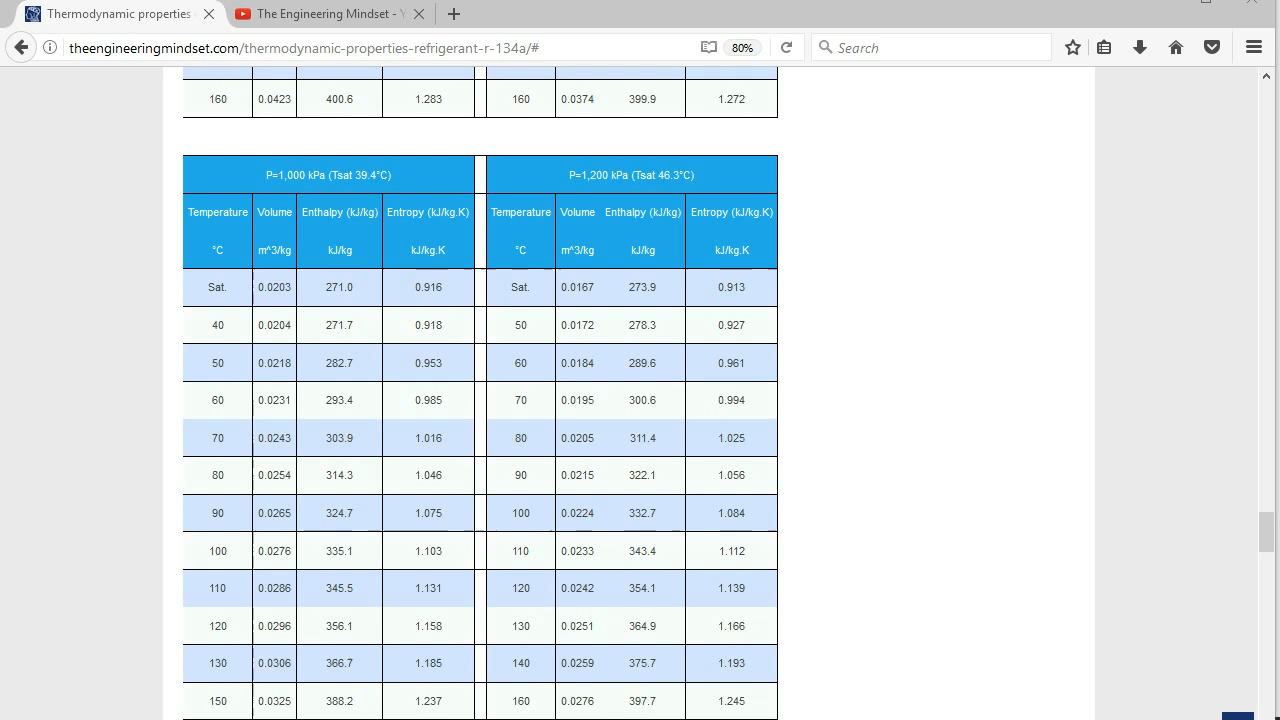 Thermodynamic properties
The Engineering Mindset - Y
theengineeringmindset.com/thermodynamic-properties-refrigerant-r-134a/#
80%
Search
160 0.0423 400.6 1.283 160 0.0374 399.9 1.272
P=1,000 kPa (Tsat 39.4°C) P=1,200 kPa (Tsat 46.3°C)
Temperature Volume Enthalpy (kJ/kg) Entropy (kJ/kg.K) Temperature Volume Enthalpy (kJ/kg) Entropy (kJ/kg.K)
°C m^3/kg kJ/kg kJ/kg.K °C m^3/kg kJ/kg kJ/kg.K
Sat. 0.0203 271.0 0.916 Sat. 0.0167 273.9 0.913
40 0.0204 271.7 0.918 50 0.0172 278.3 0.927
50 0.0218 282.7 0.953 60 0.0184 289.6 0.961
60 0.0231 293.4 0.985 70 0.0195 300.6 0.994
70 0.0243 303.9 1.016 80 0.0205 311.4 1.025
80 0.0254 314.3 1.046 90 0.0215 322.1 1.056
90 0.0265 324.7 1.075 100 0.0224 332.7 1.084
100 0.0276 335.1 1.103 110 0.0233 343.4 1.112
110 0.0286 345.5 1.131 120 0.0242 354.1 1.139
120 0.0296 356.1 1.158 130 0.0251 364.9 1.166
130 0.0306 366.7 1.185 140 0.0259 375.7 1.193
150 0.0325 388.2 1.237 160 0.0276 397.7 1.245